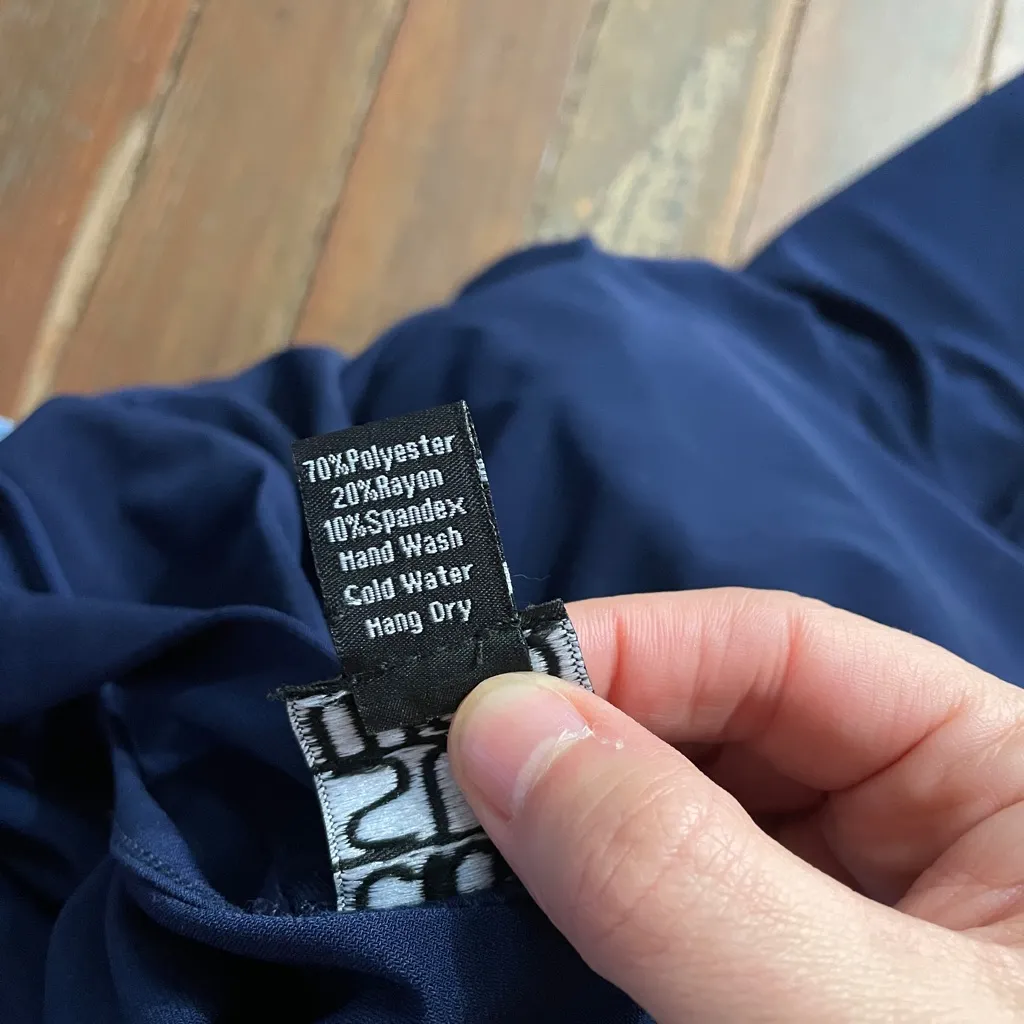 70%Polyester
20%Rayon
10%Spandex
Hand Wash
Cold Water
Hang Dry